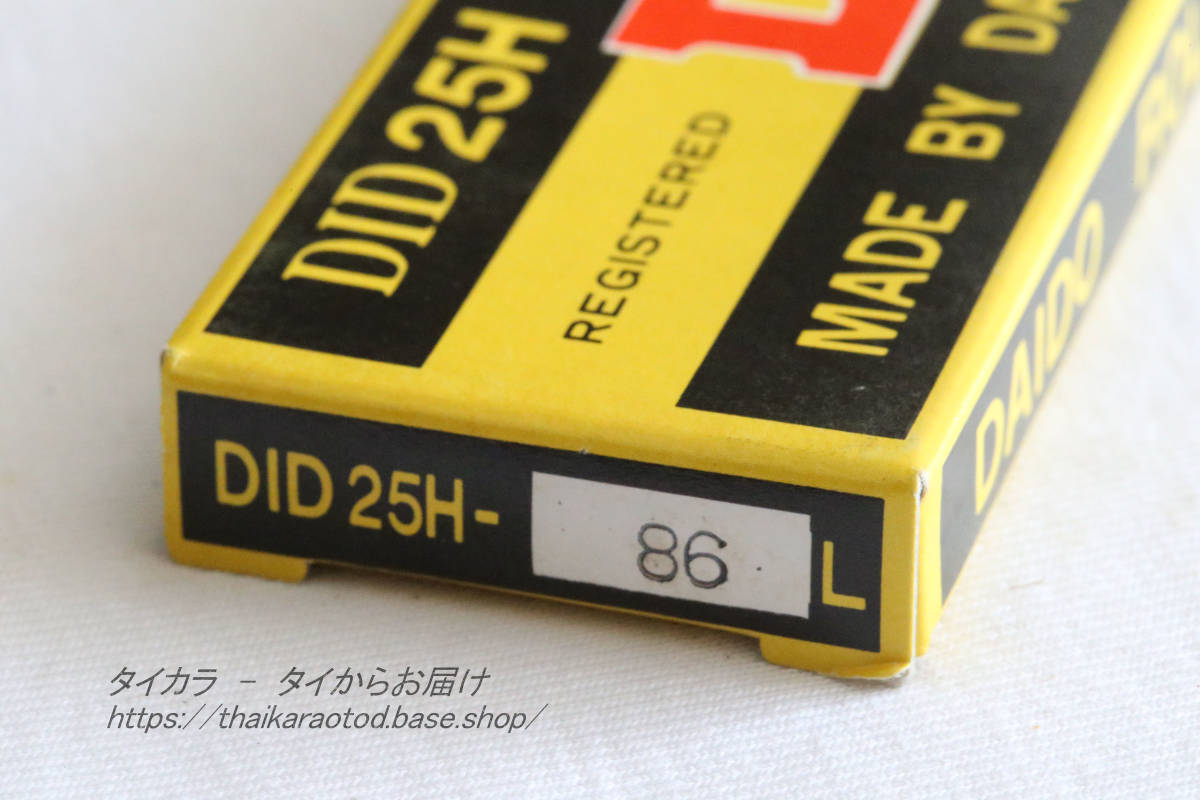 DID 25H
REGISTERED
MADE BY
DAIDO
DID 25H- 86 L
タイカラ - タイからお届け
https://thaikaraotod.base.shop/